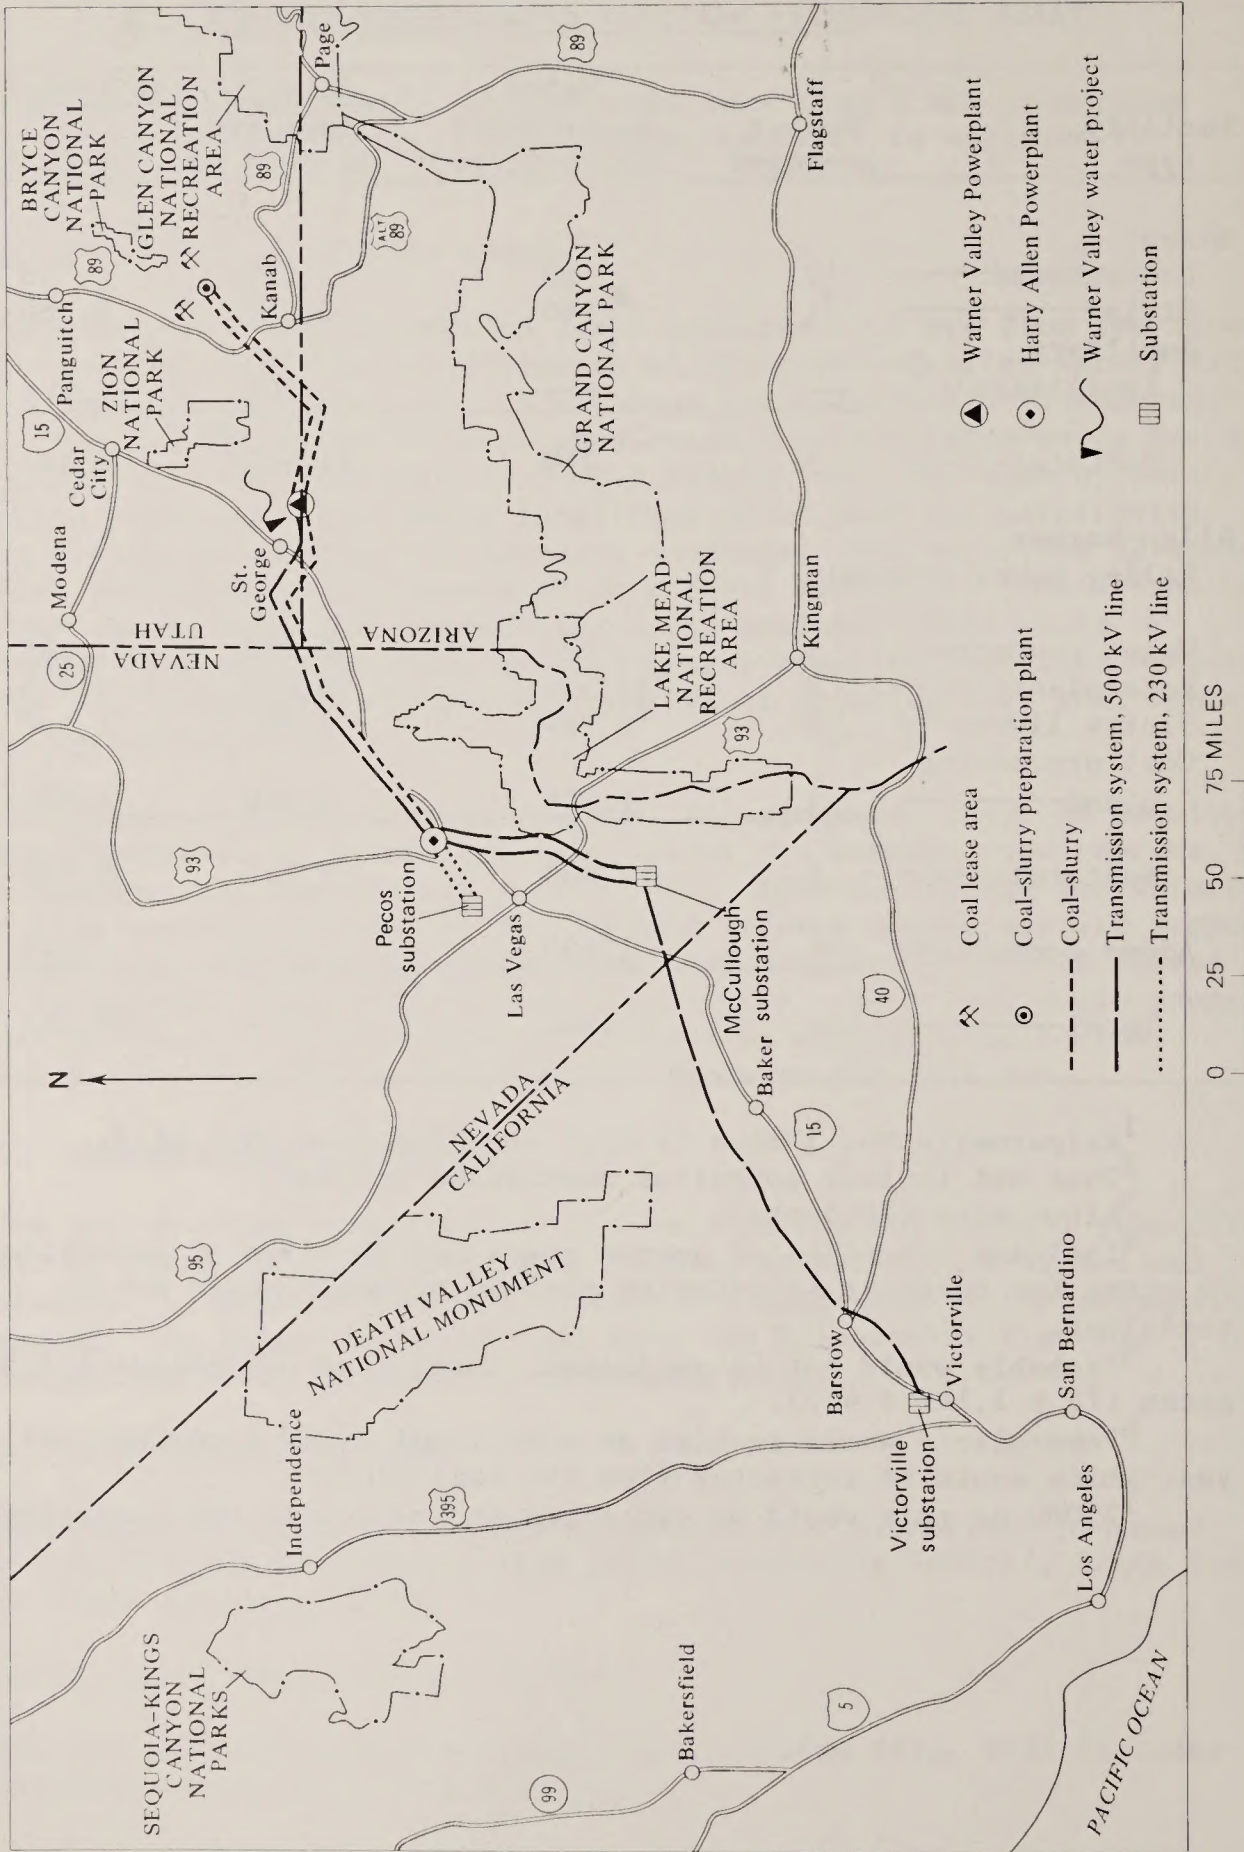 SEQUOIA-KINGS
CANYON
NATIONAL
PARKS
Independence
395
95
N
DEATH VALLEY
NATIONAL MONUMENT
NEVADA
CALIFORNIA
Bakersfield
99
5
Los Angeles
San Bernardino
PACIFIC OCEAN
Victorville
substation
Victorville
Barstow
15
40
Baker
McCullough
substation
Las Vegas
Pecos
substation
93
25
Modena
NEVADA
UTAH
ARIZONA
St.
George
Cedar
City
15
Panguitch
ZION
NATIONAL
PARK
89
BRYCE
CANYON
NATIONAL
PARK
GLEN CANYON
NATIONAL
RECREATION
AREA
Kanab
89
ALT
89
Page
89
GRAND CANYON
NATIONAL PARK
LAKE MEAD
NATIONAL
RECREATION
AREA
93
Kingman
Flagstaff
Coal lease area
Coal-slurry preparation plant
Coal-slurry
Transmission system, 500 kV line
Transmission system, 230 kV line
Warner Valley Powerplant
Harry Allen Powerplant
Warner Valley water project
Substation
0 25 50 75 MILES